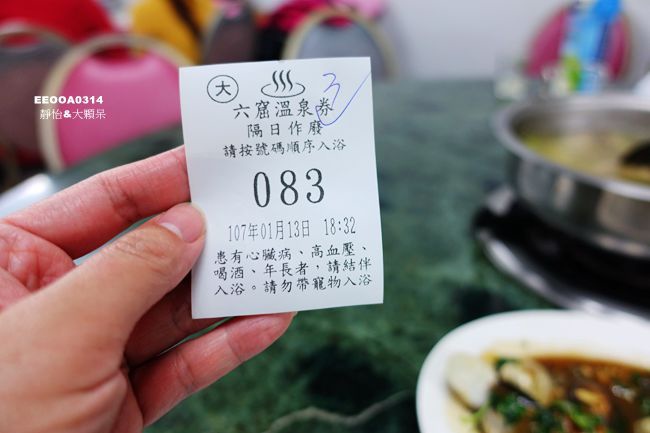 EEOOA0314
靜怡&大顆呆
大
3
六窟溫泉券
隔日作廢
請按號碼順序入浴
083
107年01月13日 18:32
患有心臟病、高血壓、
喝酒、年長者，請結伴
入浴。請勿帶寵物入浴